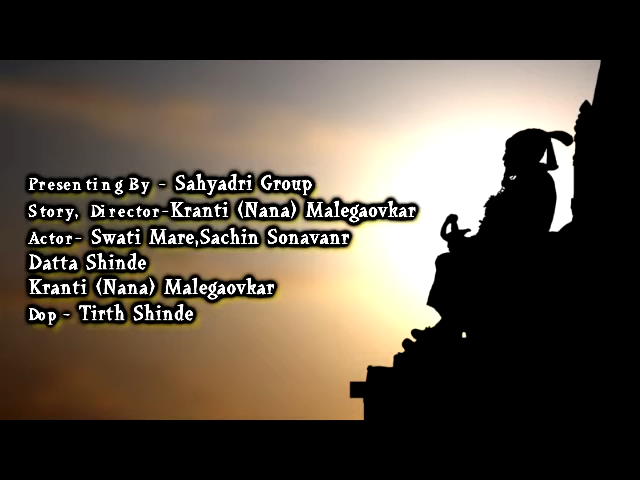 Presenting By - Sahyadri Group
Story, Director-Kranti (Nana) Malegaovkar
Actor- Swati Mare,Sachin Sonavanr
Datta Shinde
Kranti (Nana) Malegaovkar
Dop - Tirth Shinde